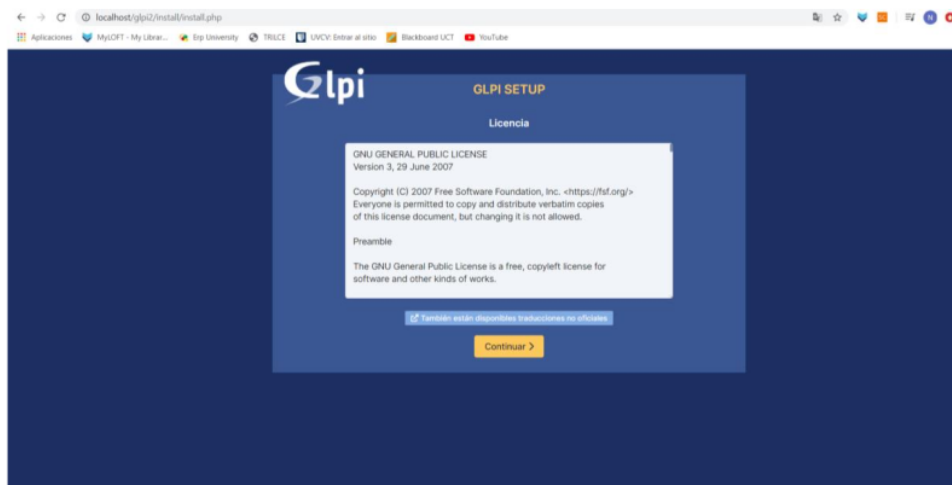 localhost/glpi2/install/install.php
Aplicaciones MyLOFT - My Librar... Erp University TRILCE UVCV: Entrar al sitio Blackboard UCT YouTube
Glpi
GLPI SETUP
Licencia
GNU GENERAL PUBLIC LICENSE
Version 3, 29 June 2007
Copyright (C) 2007 Free Software Foundation, Inc. <https://fsf.org/>
Everyone is permitted to copy and distribute verbatim copies
of this license document, but changing it is not allowed.
Preamble
The GNU General Public License is a free, copyleft license for
software and other kinds of works.
También están disponibles traducciones no oficiales
Continuar